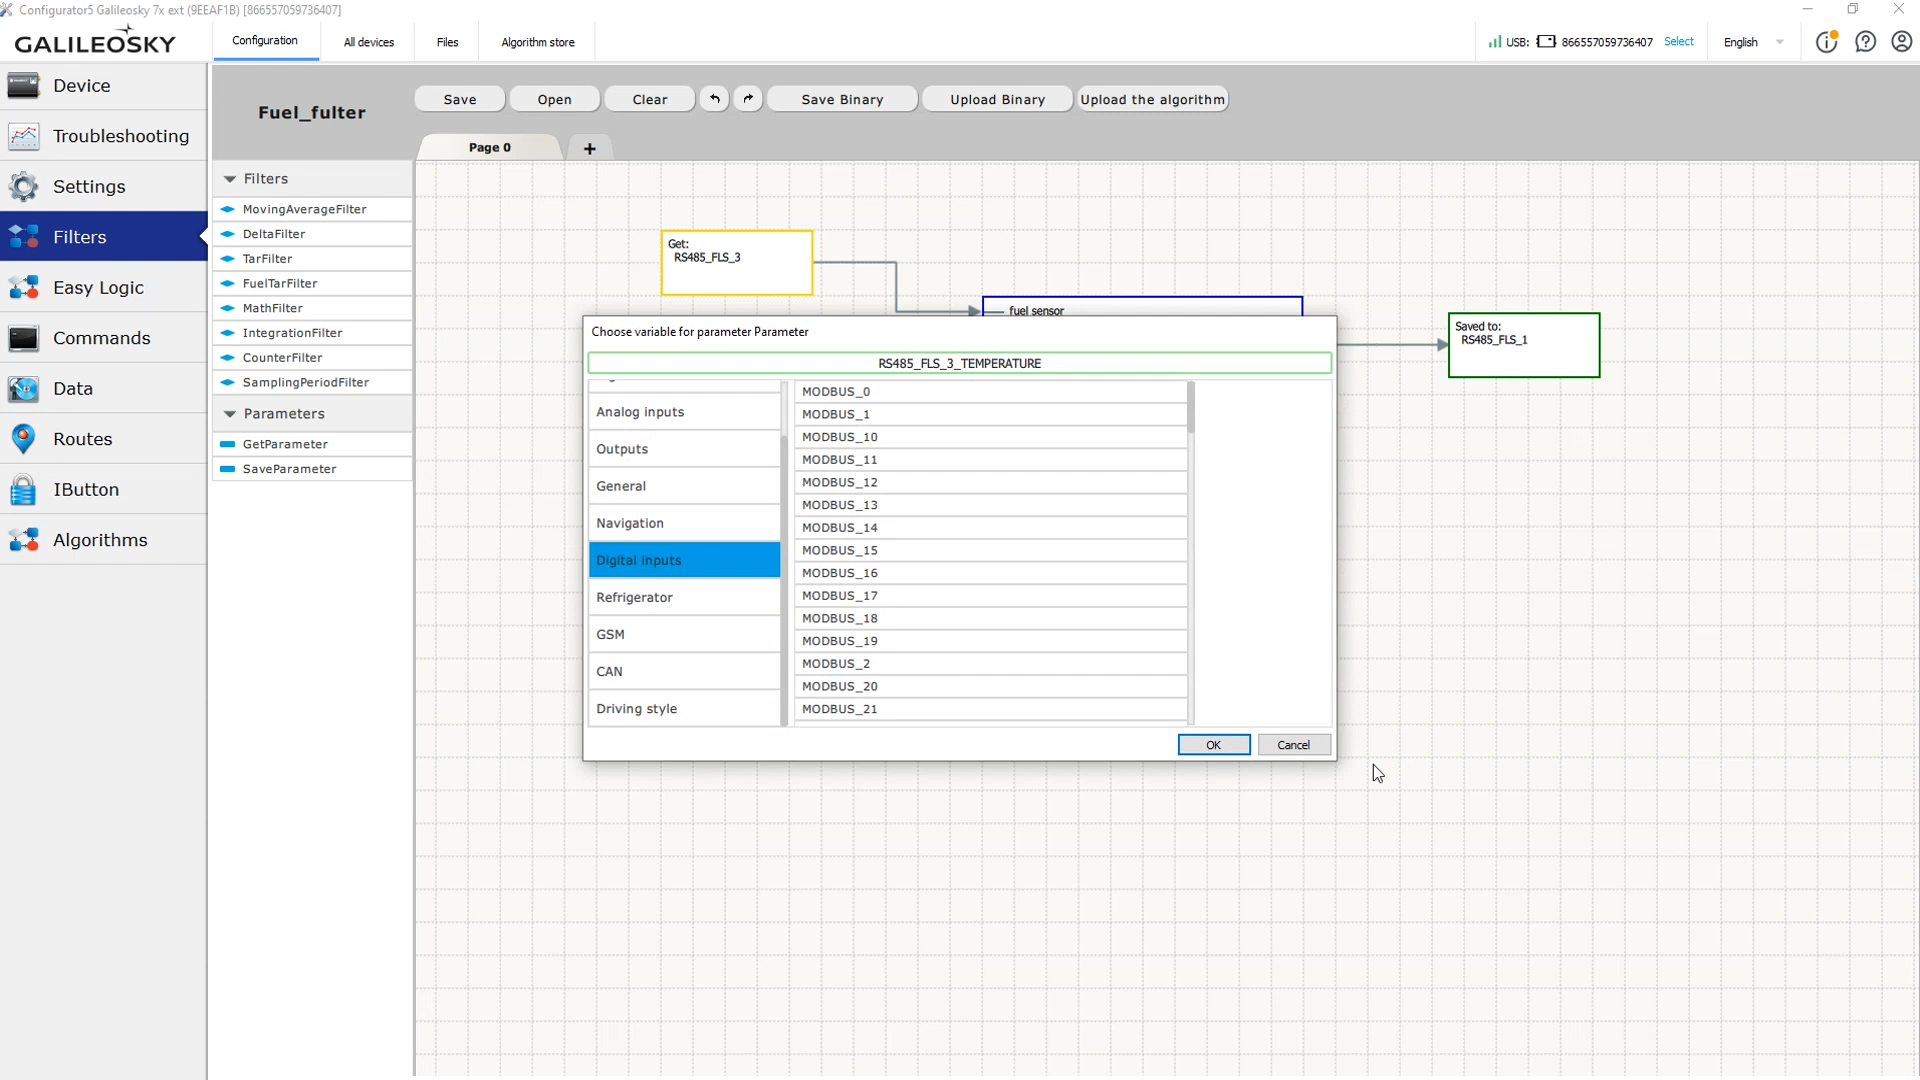 Configurator5 Galileosky 7x ext (9EEAF1B) [866557059736407]
GALILEOSKY
Configuration
All devices
Files
Algorithm store
USB:
866557059736407
Select
English
Device
Troubleshooting
Settings
Filters
Easy Logic
Commands
Data
Routes
IButton
Algorithms
Fuel_fulter
Save
Open
Clear
Save Binary
Upload Binary
Upload the algorithm
Page 0
+
Filters
MovingAverageFilter
DeltaFilter
TarFilter
FuelTarFilter
MathFilter
IntegrationFilter
CounterFilter
SamplingPeriodFilter
Parameters
GetParameter
SaveParameter
Get:
RS485_FLS_3
fuel sensor
Saved to:
RS485_FLS_1
Choose variable for parameter Parameter
RS485_FLS_3_TEMPERATURE
Analog inputs
Outputs
General
Navigation
Digital inputs
Refrigerator
GSM
CAN
Driving style
MODBUS_0
MODBUS_1
MODBUS_10
MODBUS_11
MODBUS_12
MODBUS_13
MODBUS_14
MODBUS_15
MODBUS_16
MODBUS_17
MODBUS_18
MODBUS_19
MODBUS_2
MODBUS_20
MODBUS_21
OK
Cancel